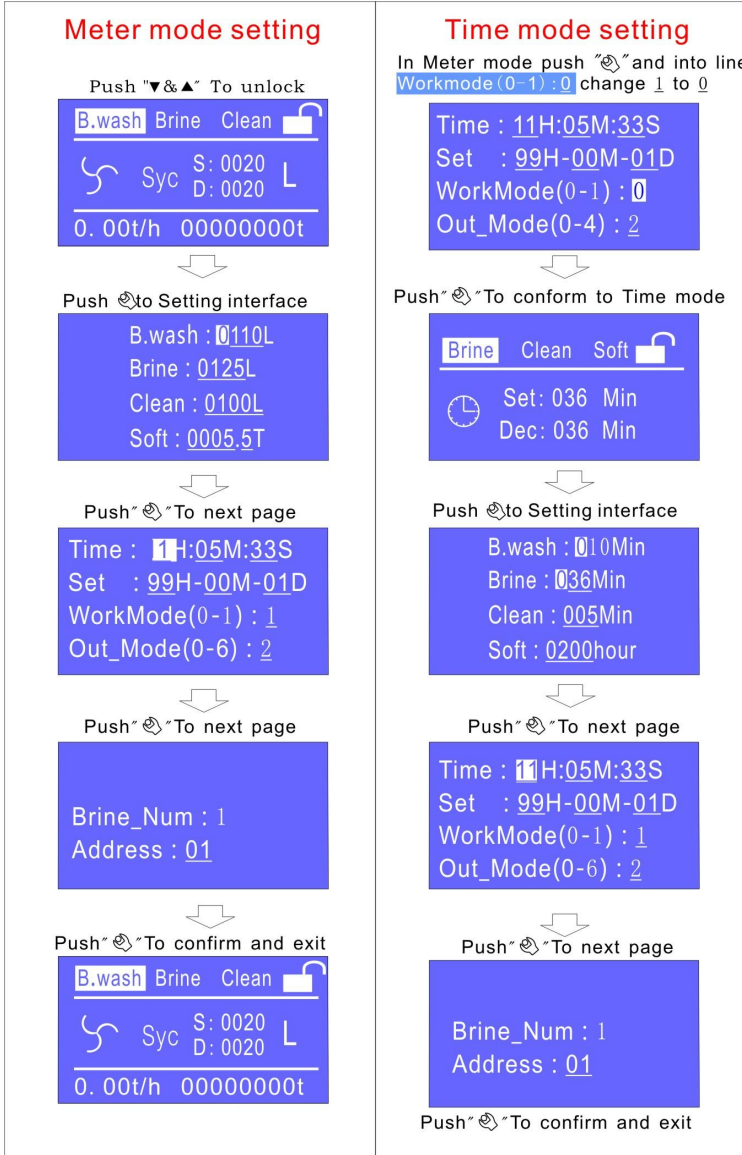 Meter mode setting
Push "▼&▲" To unlock
B.wash Brine Clean
Syc S: 0020 L
D: 0020
0. 00t/h 00000000t
Push to Setting interface
B.wash : 0110L
Brine : 0125L
Clean : 0100L
Soft : 0005.5T
Push" "To next page
Time : 1H:05M:33S
Set : 99H-00M-01D
WorkMode(0-1) : 1
Out_Mode(0-6) : 2
Push" "To next page
Brine_Num : 1
Address : 01
Push" "To confirm and exit
B.wash Brine Clean
Syc S: 0020 L
D: 0020
0. 00t/h 00000000t
Time mode setting
In Meter mode push " "and into line
Workmode(0-1) : 0 change 1 to 0
Time : 11H:05M:33S
Set : 99H-00M-01D
WorkMode(0-1) : 0
Out_Mode(0-4) : 2
Push" "To conform to Time mode
Brine Clean Soft
Set: 036 Min
Dec: 036 Min
Push to Setting interface
B.wash : 010Min
Brine : 036Min
Clean : 005Min
Soft : 0200hour
Push" "To next page
Time : 11H:05M:33S
Set : 99H-00M-01D
WorkMode(0-1) : 1
Out_Mode(0-6) : 2
Push" "To next page
Brine_Num : 1
Address : 01
Push" "To confirm and exit